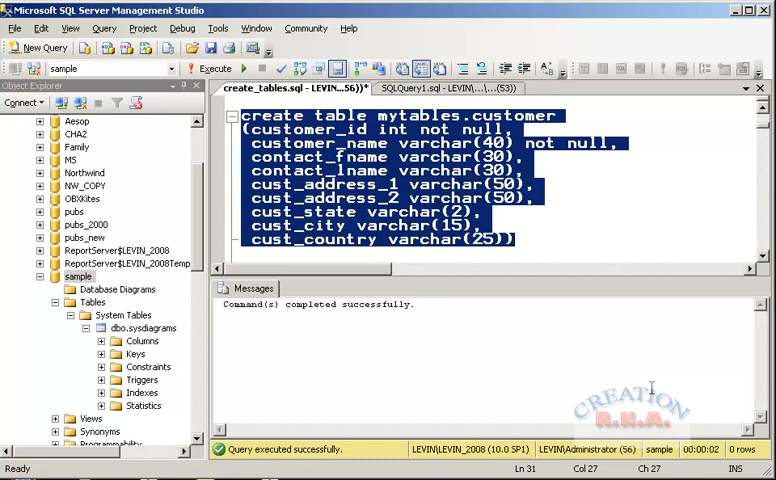 Microsoft SQL Server Management Studio
File Edit View Query Project Debug Tools Window Community Help
New Query
sample Execute
Object Explorer
Connect
Aesop
CHA2
Family
MS
Northwind
NW_COPY
OBXKites
pubs
pubs_2000
pubs_new
ReportServer$LEVIN_2008
ReportServer$LEVIN_2008Temp
sample
Database Diagrams
Tables
System Tables
dbo.sysdiagrams
Columns
Keys
Constraints
Triggers
Indexes
Statistics
Views
Synonyms
Programmability
create_tables.sql - LEVIN...56))* SQLQuery1.sql - LEVIN\...\...(53))
create table mytables.customer
(customer_id int not null,
customer_name varchar(40) not null,
contact_fname varchar(30),
contact_lname varchar(30),
cust_address_1 varchar(50),
cust_address_2 varchar(50),
cust_state varchar(2),
cust_city varchar(15),
cust_country varchar(25))
Messages
Command(s) completed successfully.
CREATION
R.N.A.
Query executed successfully. LEVIN\LEVIN_2008 (10.0 SP1) LEVIN\Administrator (56) sample 00:00:02 0 rows
Ready Ln 31 Col 27 Ch 27 INS